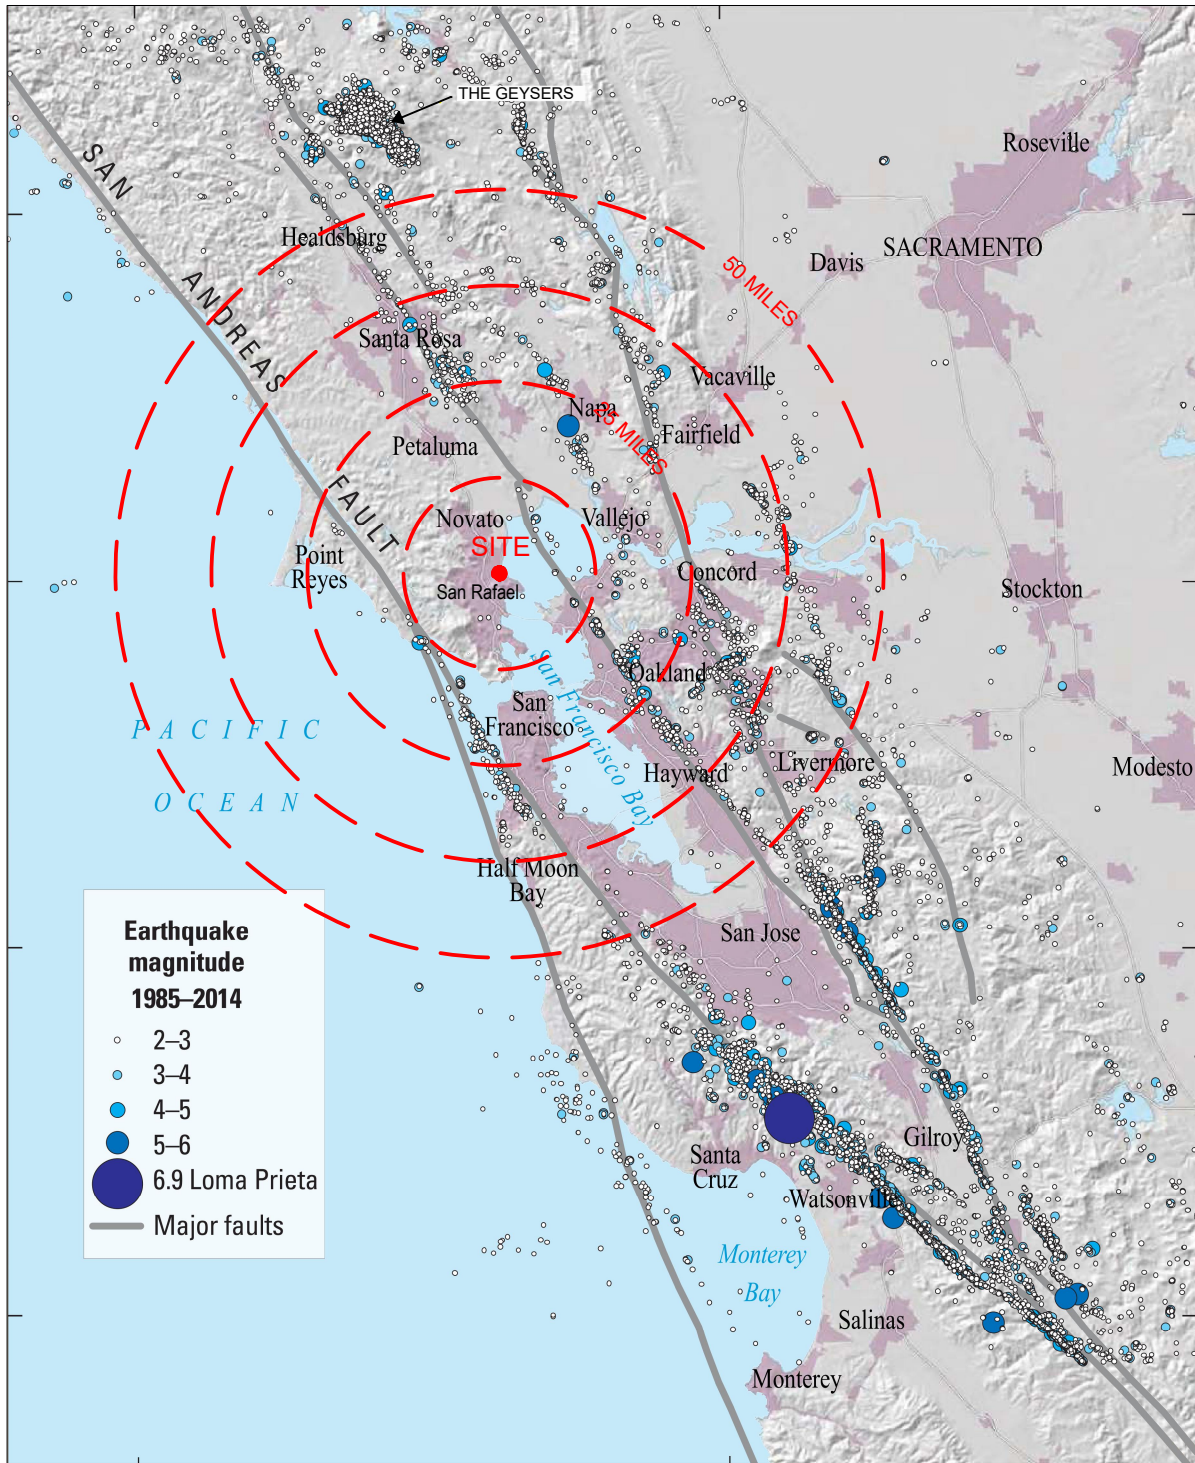 THE GEYSERS
Roseville
SAN
ANDREAS
FAULT
Healdsburg
SACRAMENTO
Davis
50 MILES
Santa Rosa
Vacaville
Napa
25 MILES
Fairfield
Petaluma
Novato
Vallejo
SITE
Point
Reyes
San Rafael
Concord
Stockton
Oakland
San
Francisco
San Francisco Bay
PACIFIC
OCEAN
Hayward
Livermore
Modesto
Half Moon
Bay
San Jose
Earthquake
magnitude
1985–2014
2–3
3–4
4–5
5–6
6.9 Loma Prieta
Major faults
Gilroy
Santa
Cruz
Watsonville
Monterey
Bay
Salinas
Monterey